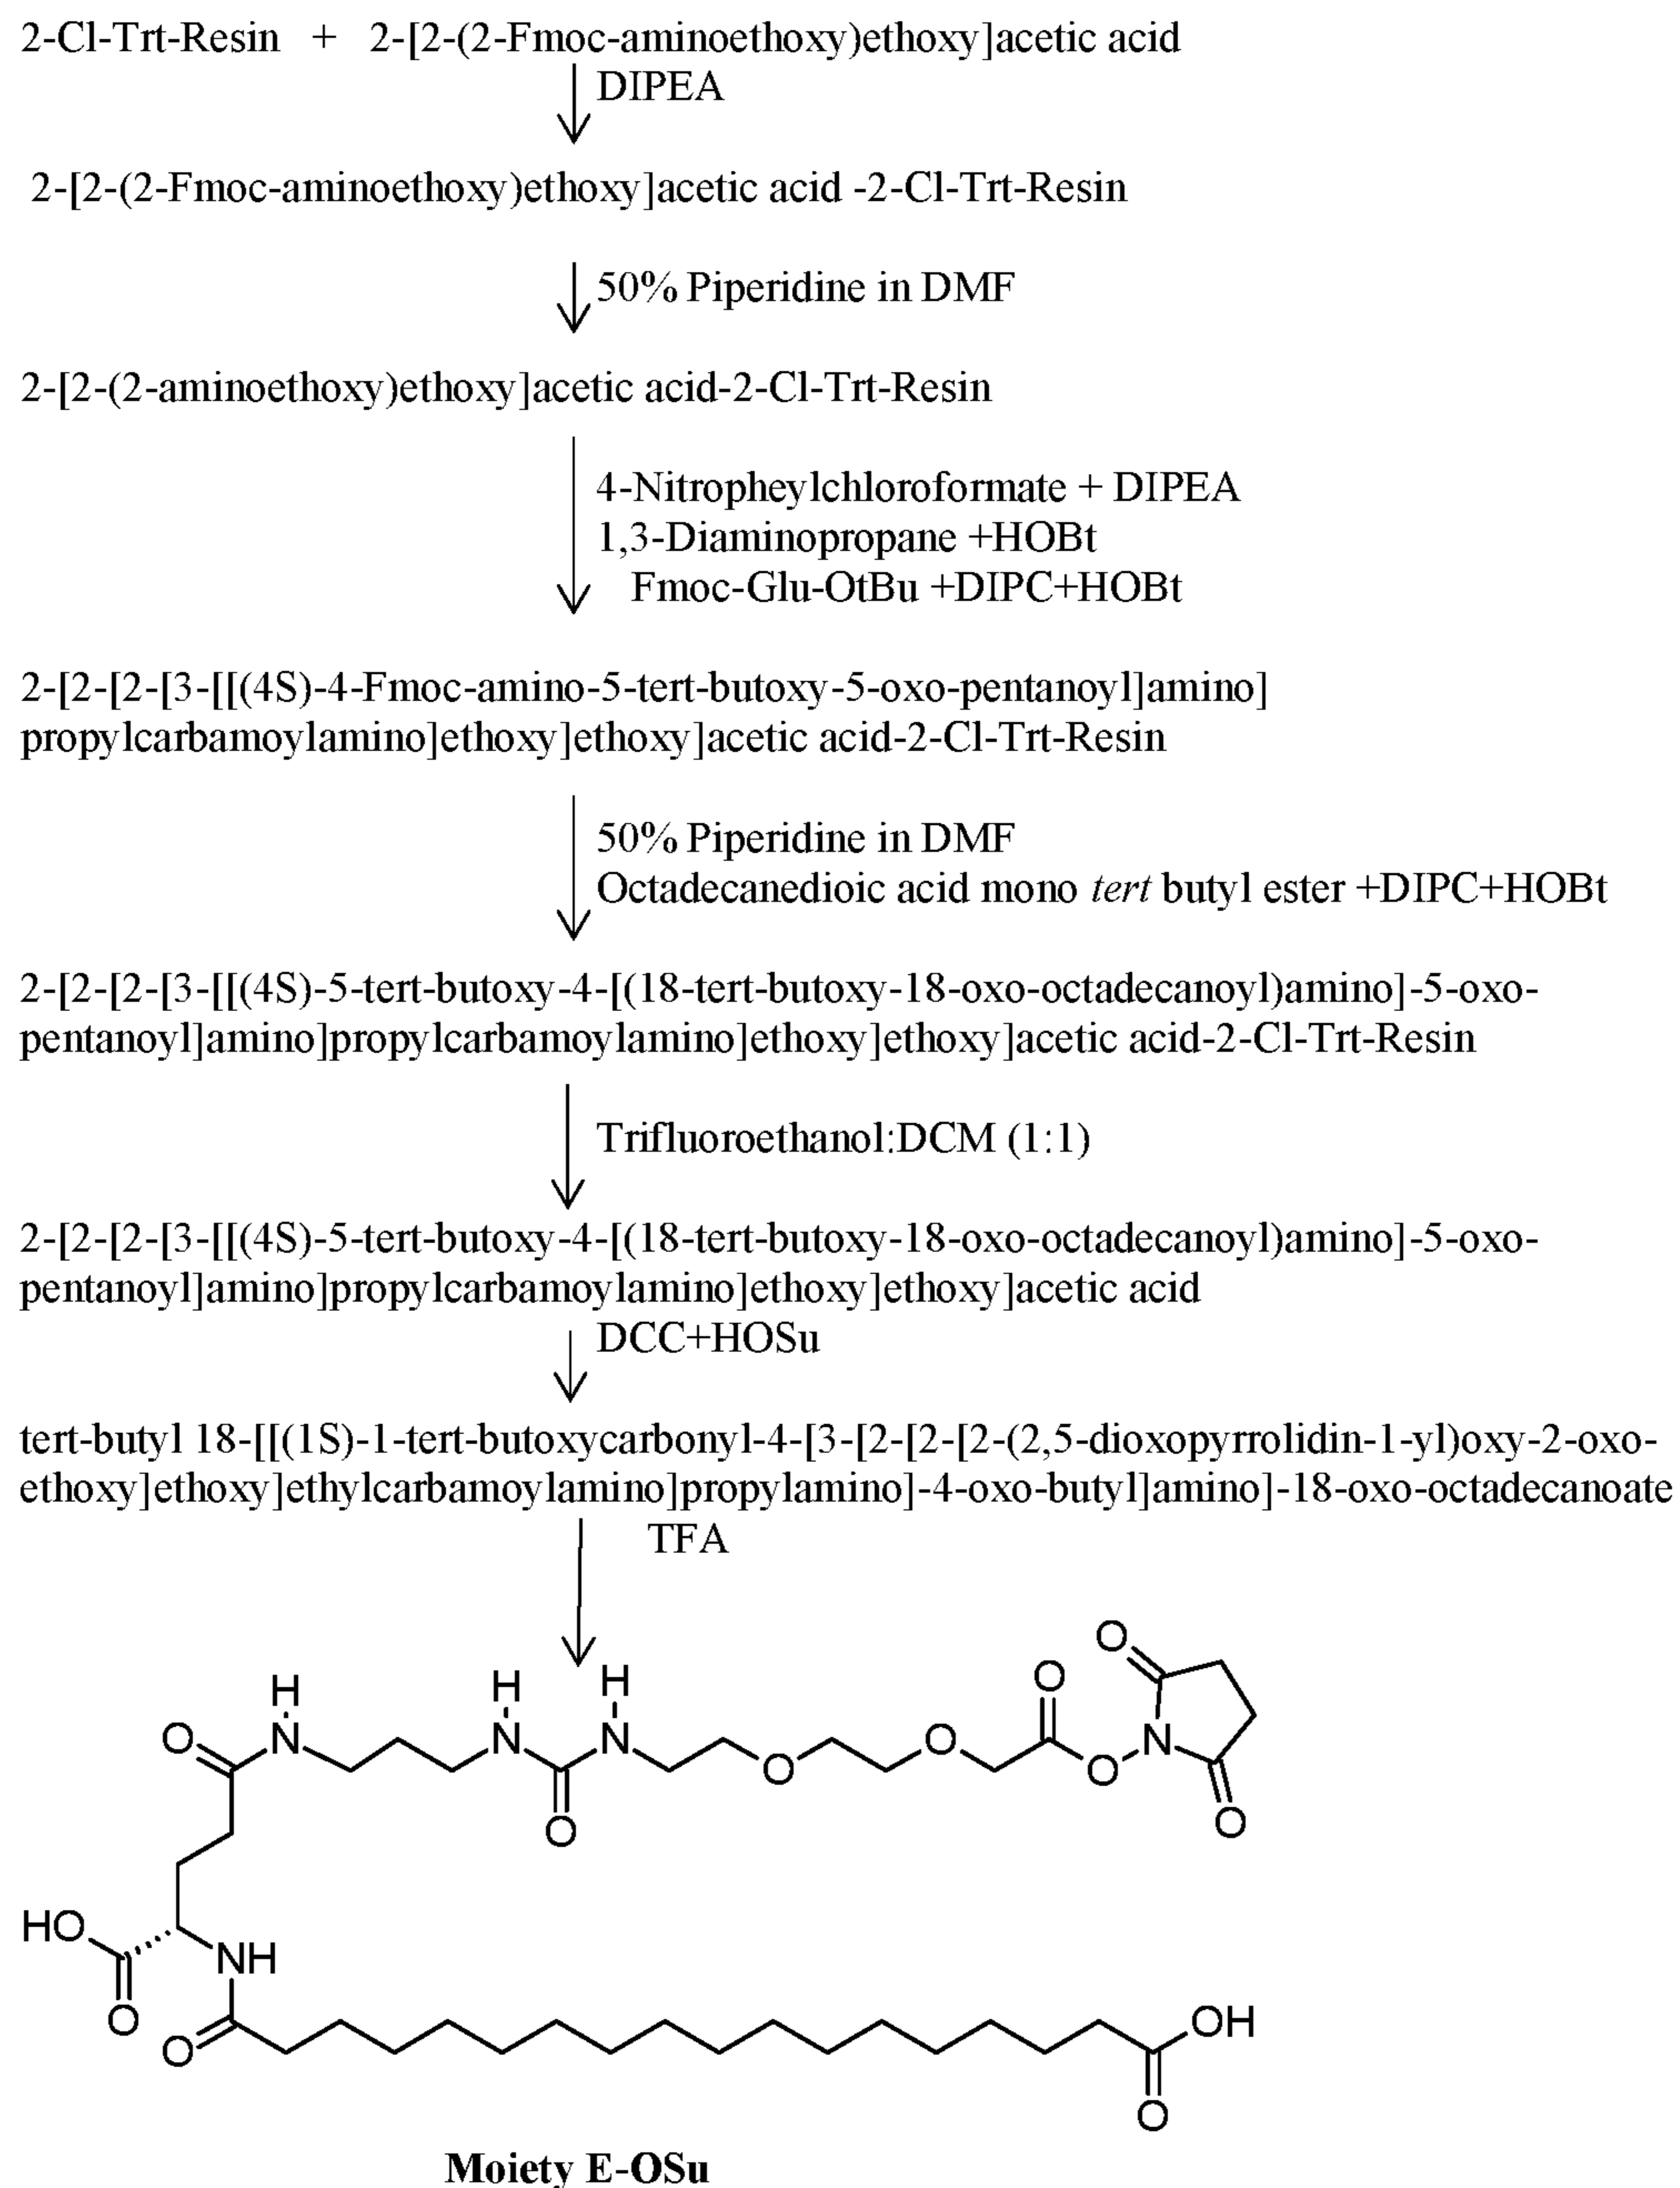 2-Cl-Trt-Resin + 2-[2-(2-Fmoc-aminoethoxy)ethoxy]acetic acid
DIPEA
2-[2-(2-Fmoc-aminoethoxy)ethoxy]acetic acid -2-Cl-Trt-Resin
50% Piperidine in DMF
2-[2-(2-aminoethoxy)ethoxy]acetic acid-2-Cl-Trt-Resin
4-Nitropheylchloroformate + DIPEA
1,3-Diaminopropane +HOBt
Fmoc-Glu-OtBu +DIPC+HOBt
2-[2-[2-[3-[[(4S)-4-Fmoc-amino-5-tert-butoxy-5-oxo-pentanoyl]amino]
propylcarbamoylamino]ethoxy]ethoxy]acetic acid-2-Cl-Trt-Resin
50% Piperidine in DMF
Octadecanedioic acid mono tert butyl ester +DIPC+HOBt
2-[2-[2-[3-[[(4S)-5-tert-butoxy-4-[(18-tert-butoxy-18-oxo-octadecanoyl)amino]-5-oxo-
pentanoyl]amino]propylcarbamoylamino]ethoxy]ethoxy]acetic acid-2-Cl-Trt-Resin
Trifluoroethanol:DCM (1:1)
2-[2-[2-[3-[[(4S)-5-tert-butoxy-4-[(18-tert-butoxy-18-oxo-octadecanoyl)amino]-5-oxo-
pentanoyl]amino]propylcarbamoylamino]ethoxy]ethoxy]acetic acid
DCC+HOSu
tert-butyl 18-[[(1S)-1-tert-butoxycarbonyl-4-[3-[2-[2-[2-(2,5-dioxopyrrolidin-1-yl)oxy-2-oxo-
ethoxy]ethoxy]ethylcarbamoylamino]propylamino]-4-oxo-butyl]amino]-18-oxo-octadecanoate
TFA
O
H H H O
O N N N O O N
O O O
O
HO
NH
O
O
OH
O
Moiety E-OSu